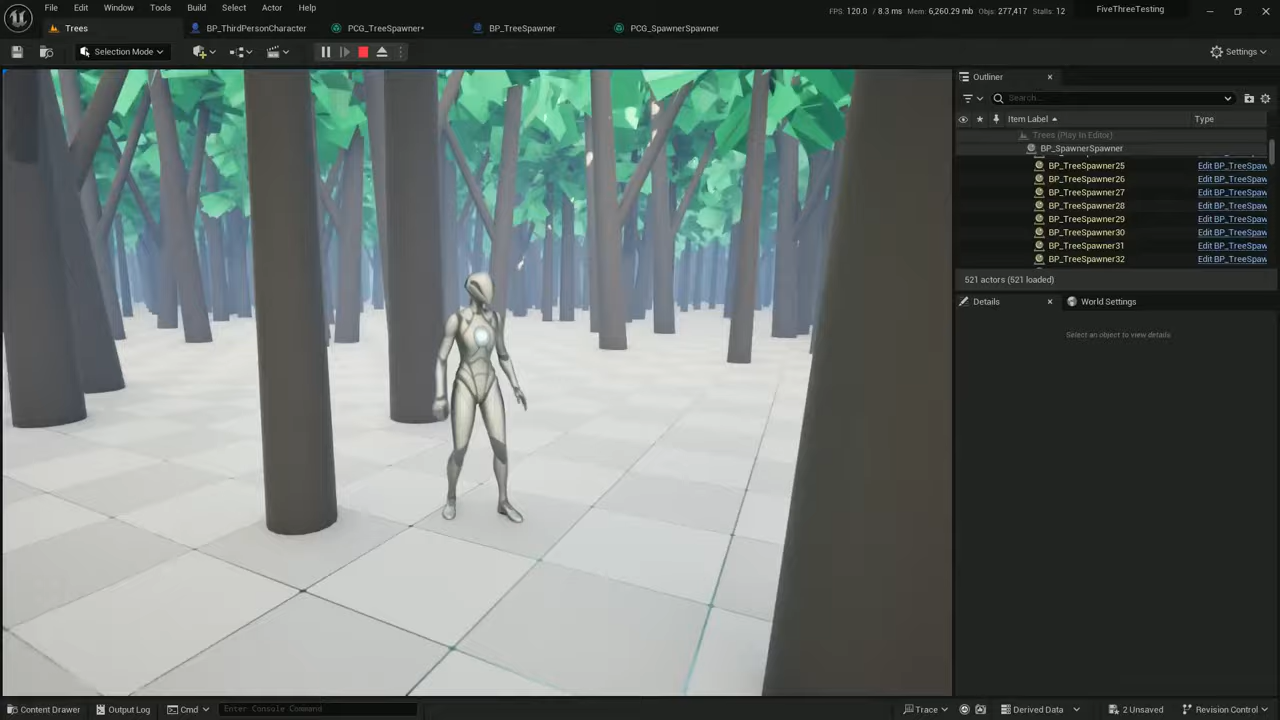 File Edit Window Tools Build Select Actor Help
FPS: 120.0 / 8.3 ms Mem: 6,260.29 mb Objs: 277,417 Stalls: 12
FiveThreeTesting
Trees BP_ThirdPersonCharacter PCG_TreeSpawner* BP_TreeSpawner PCG_SpawnerSpawner
Selection Mode
Settings
Outliner
Search...
Item Label Type
Trees (Play In Editor)
BP_SpawnerSpawner
BP_TreeSpawner25 Edit BP_TreeSpaw
BP_TreeSpawner26 Edit BP_TreeSpaw
BP_TreeSpawner27 Edit BP_TreeSpaw
BP_TreeSpawner28 Edit BP_TreeSpaw
BP_TreeSpawner29 Edit BP_TreeSpaw
BP_TreeSpawner30 Edit BP_TreeSpaw
BP_TreeSpawner31 Edit BP_TreeSpaw
BP_TreeSpawner32 Edit BP_TreeSpaw
521 actors (521 loaded)
Details World Settings
Select an object to view details
Content Drawer Output Log Cmd Enter Console Command Trace Derived Data 2 Unsaved Revision Control